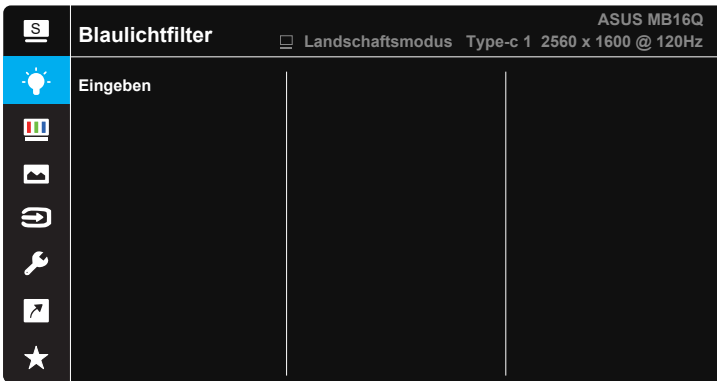 S
ASUS MB16Q
Blaulichtfilter
Landschaftsmodus Type-c 1 2560 x 1600 @ 120Hz
Eingeben